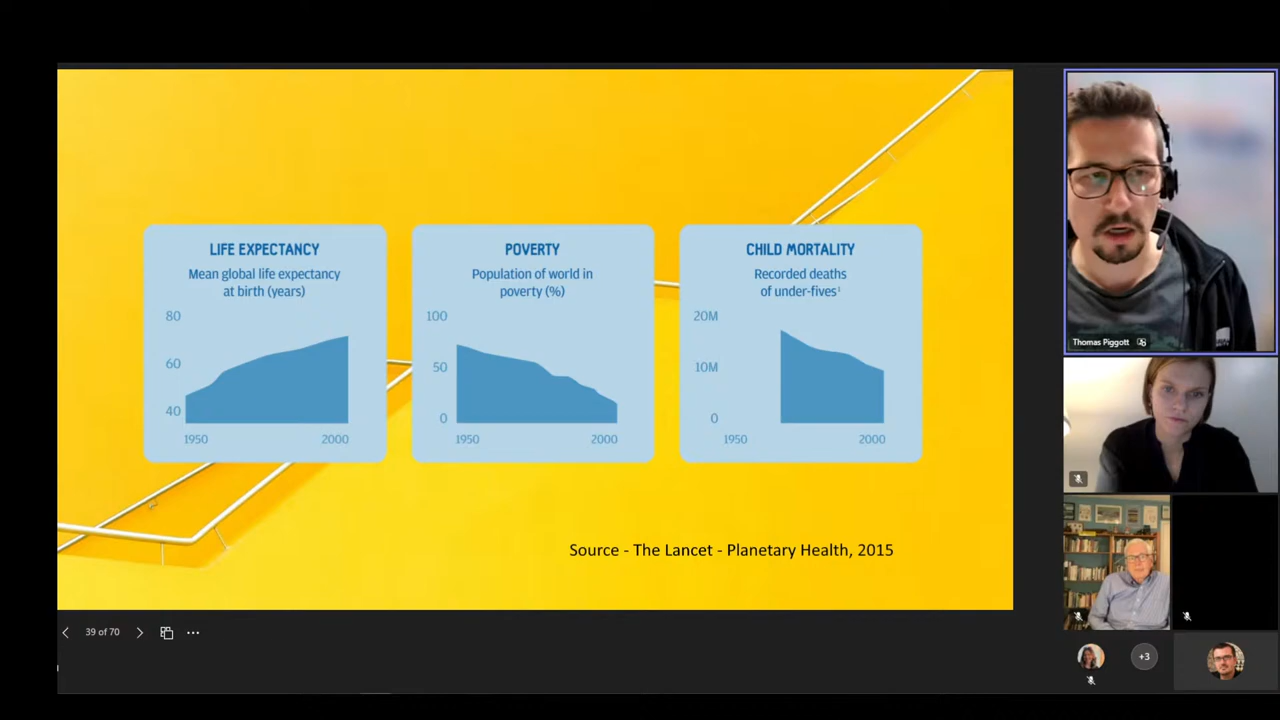 LIFE EXPECTANCY
Mean global life expectancy
at birth (years)
80
60
40
1950 2000
POVERTY
Population of world in
poverty (%)
100
50
0
1950 2000
CHILD MORTALITY
Recorded deaths
of under-fives
20M
10M
0
1950 2000
Source - The Lancet - Planetary Health, 2015
39 of 70
Thomas Piggott
+3